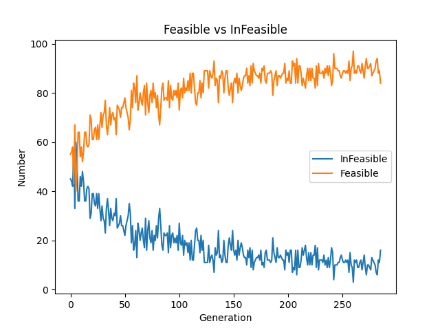 Feasible vs InFeasible
100
80
60
40
20
0
Number
InFeasible
Feasible
0 50 100 150 200 250
Generation